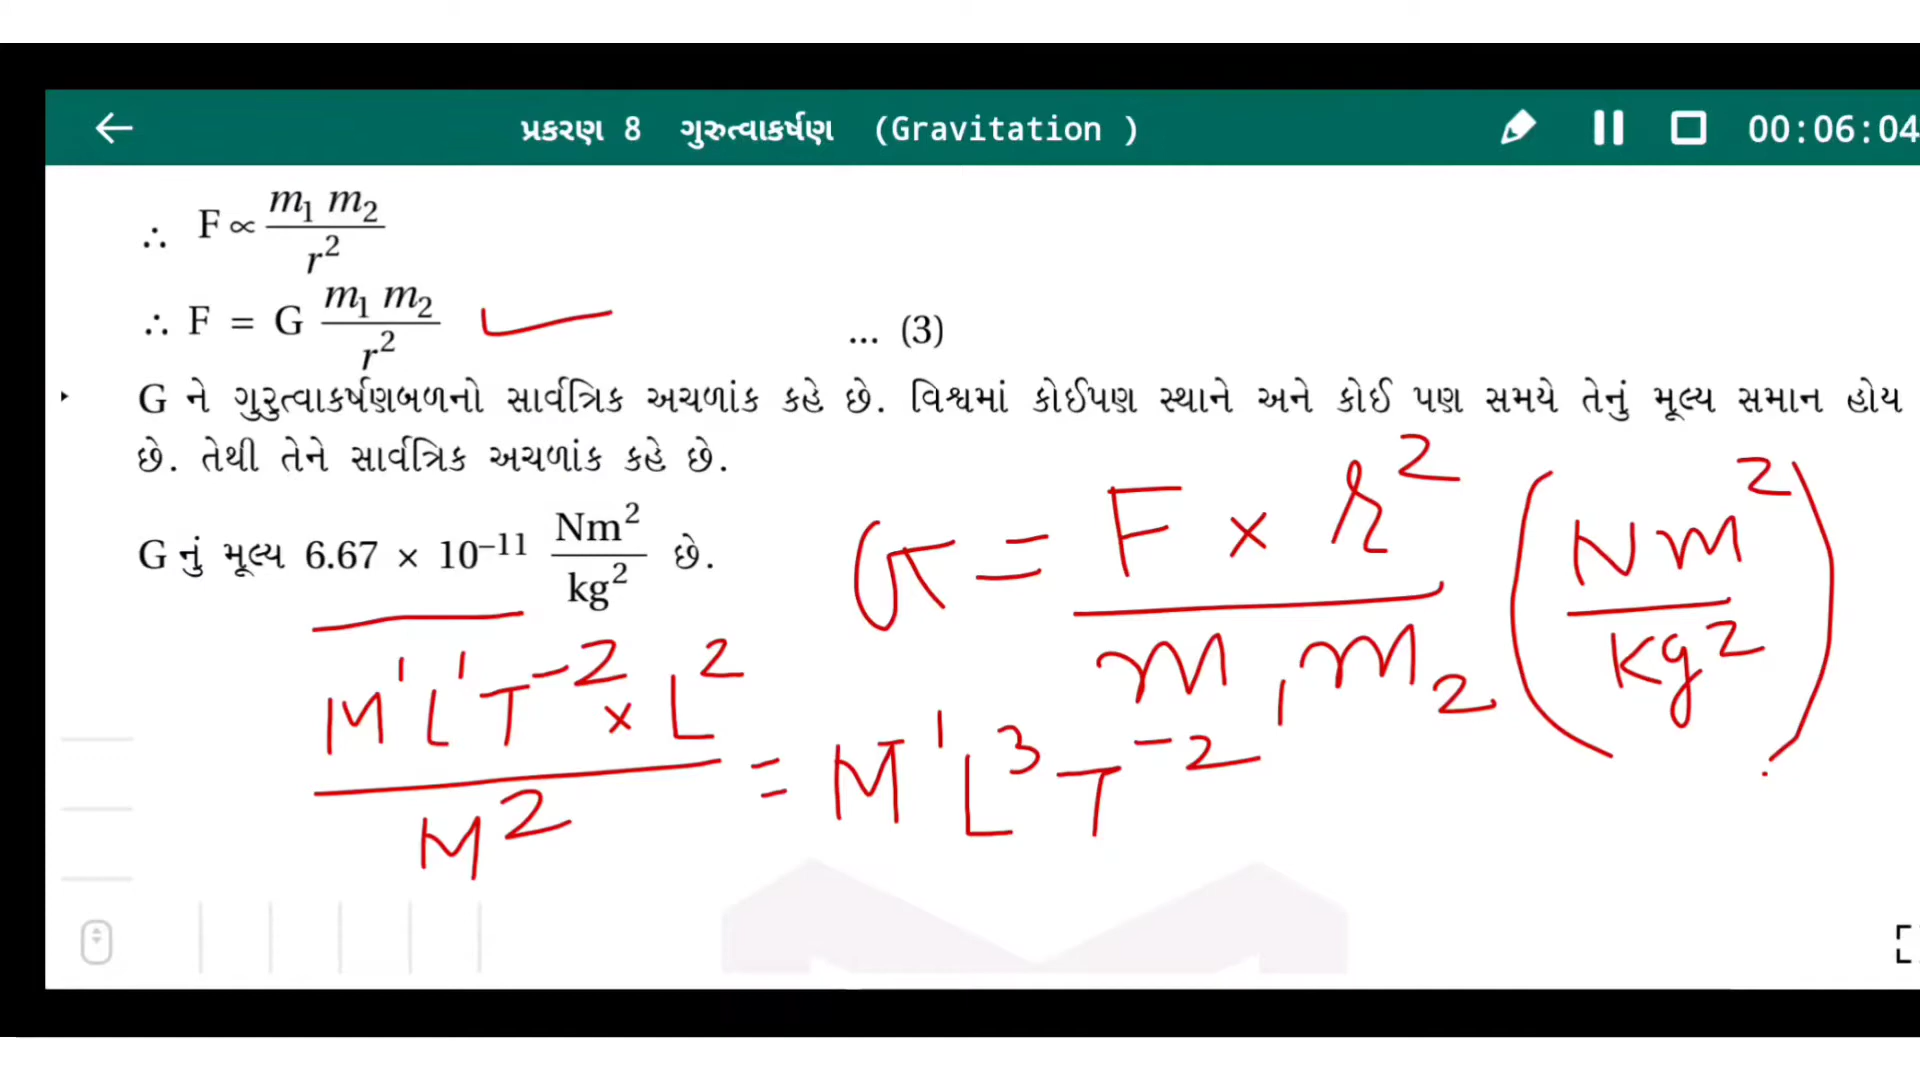 પ્રકરણ 8 ગુરુત્વાકર્ષણ (Gravitation ) 00:06:04
∴ F ∝ m₁ m₂ / r²
∴ F = G m₁ m₂ / r² ... (3)
G ને ગુરુત્વાકર્ષણબળનો સાર્વત્રિક અચળાંક કહે છે. વિશ્વમાં કોઈપણ સ્થાને અને કોઈ પણ સમયે તેનું મૂલ્ય સમાન હોય
છે. તેથી તેને સાર્વત્રિક અચળાંક કહે છે.
G નું મૂલ્ય 6.67 × 10⁻¹¹ Nm² / kg² છે.
G = F × r² / m₁ m₂ (Nm² / kg²)
M¹L¹T⁻² × L² / M² = M¹L³T⁻²